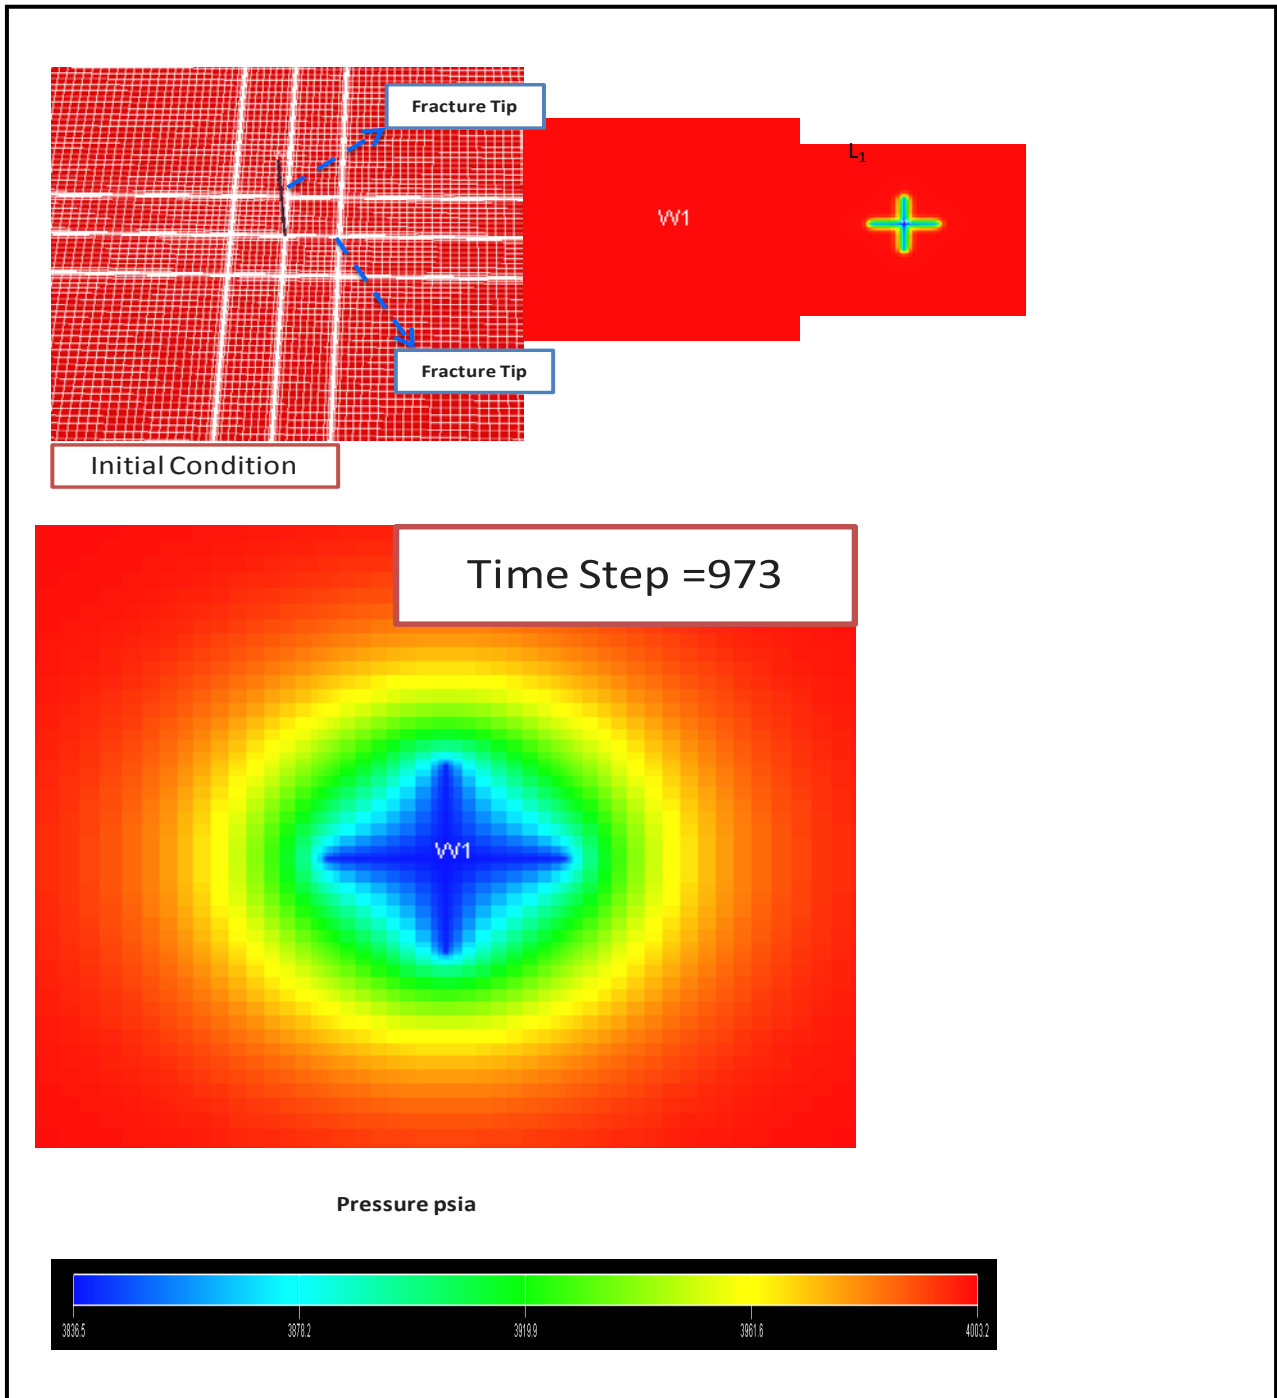 Fracture Tip
L₁
W1
Fracture Tip
Initial Condition
Time Step =973
W1
Pressure psia
3836.5 3878.2 3919.9 3961.6 4003.2